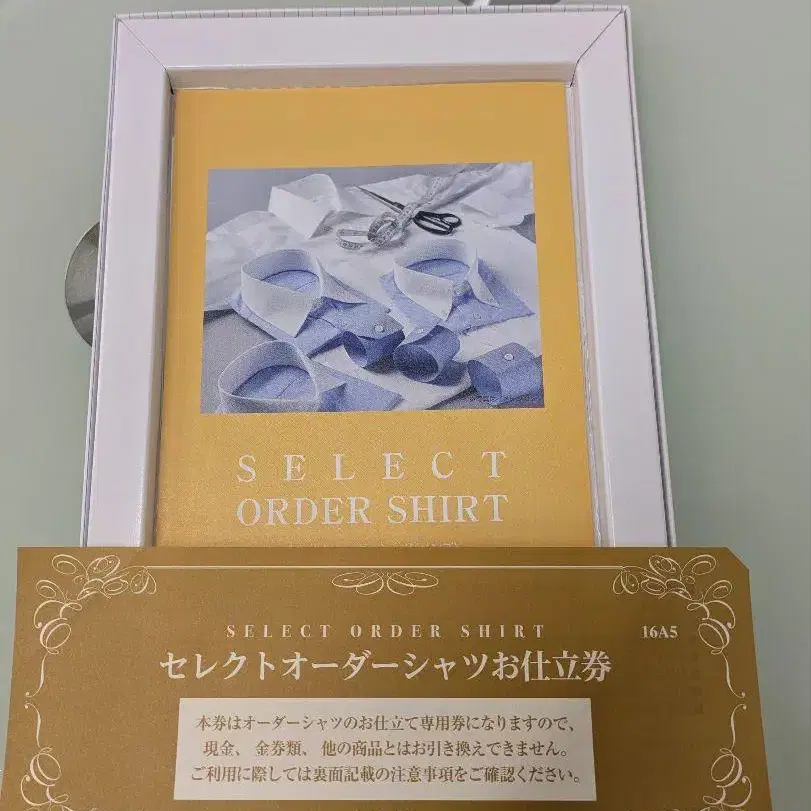 SELECT
ORDER SHIRT
SELECT ORDER SHIRT
16A5
セレクトオーダーシャツお仕立券
本券はオーダーシャツのお仕立て専用券になりますので、
現金、金券類、他の商品とはお引き換えできません。
ご利用に際しては裏面記載の注意事項をご確認ください。